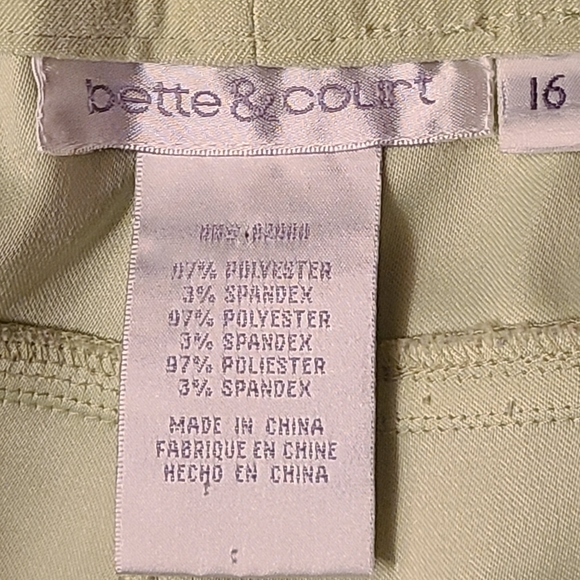 bette & court
16
97% POLYESTER
3% SPANDEX
97% POLYESTER
3% SPANDEX
97% POLIESTER
3% SPANDEX
MADE IN CHINA
FABRIQUE EN CHINE
HECHO EN CHINA